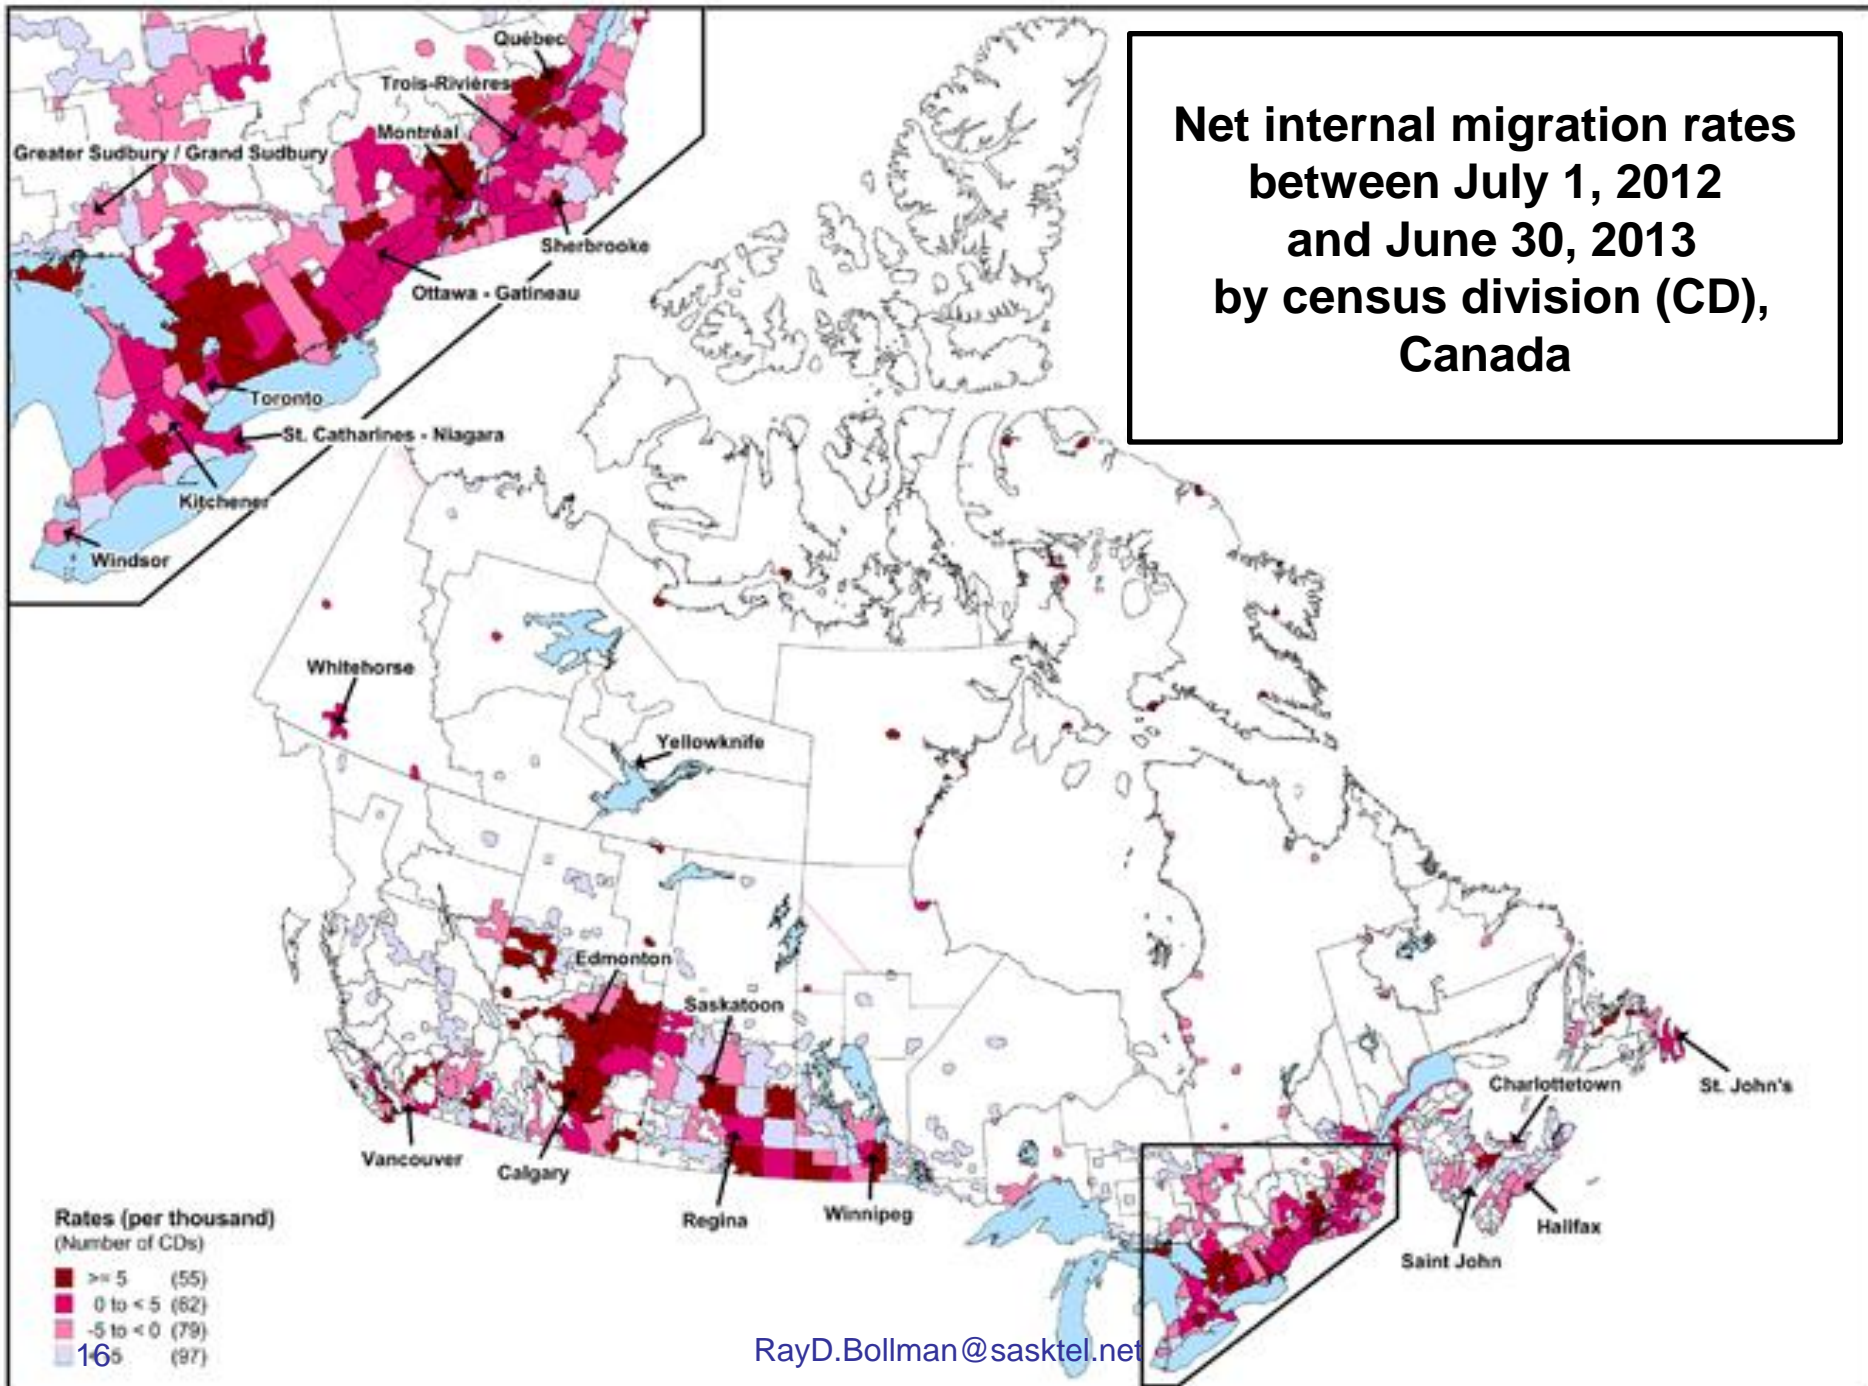 Net internal migration rates
between July 1, 2012
and June 30, 2013
by census division (CD),
Canada
Québec
Trois-Rivières
Montréal
Greater Sudbury / Grand Sudbury
Sherbrooke
Ottawa - Gatineau
Toronto
St. Catharines - Niagara
Kitchener
Windsor
Whitehorse
Yellowknife
Edmonton
Saskatoon
Vancouver
Calgary
Regina
Winnipeg
Charlottetown
St. John's
Halifax
Saint John
Rates (per thousand)
(Number of CDs)
>= 5 (55)
0 to < 5 (62)
-5 to < 0 (79)
5 (97)
16
RayD.Bollman@sasktel.net